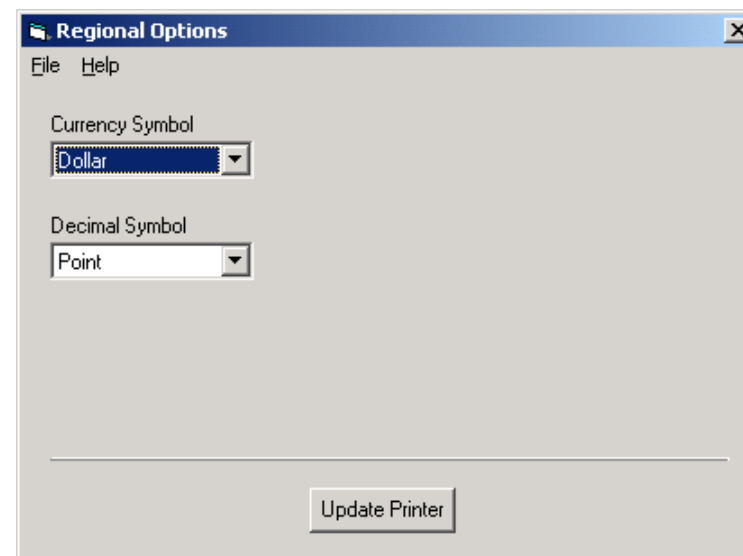 Regional Options
File Help
Currency Symbol
Dollar
Decimal Symbol
Point
Update Printer